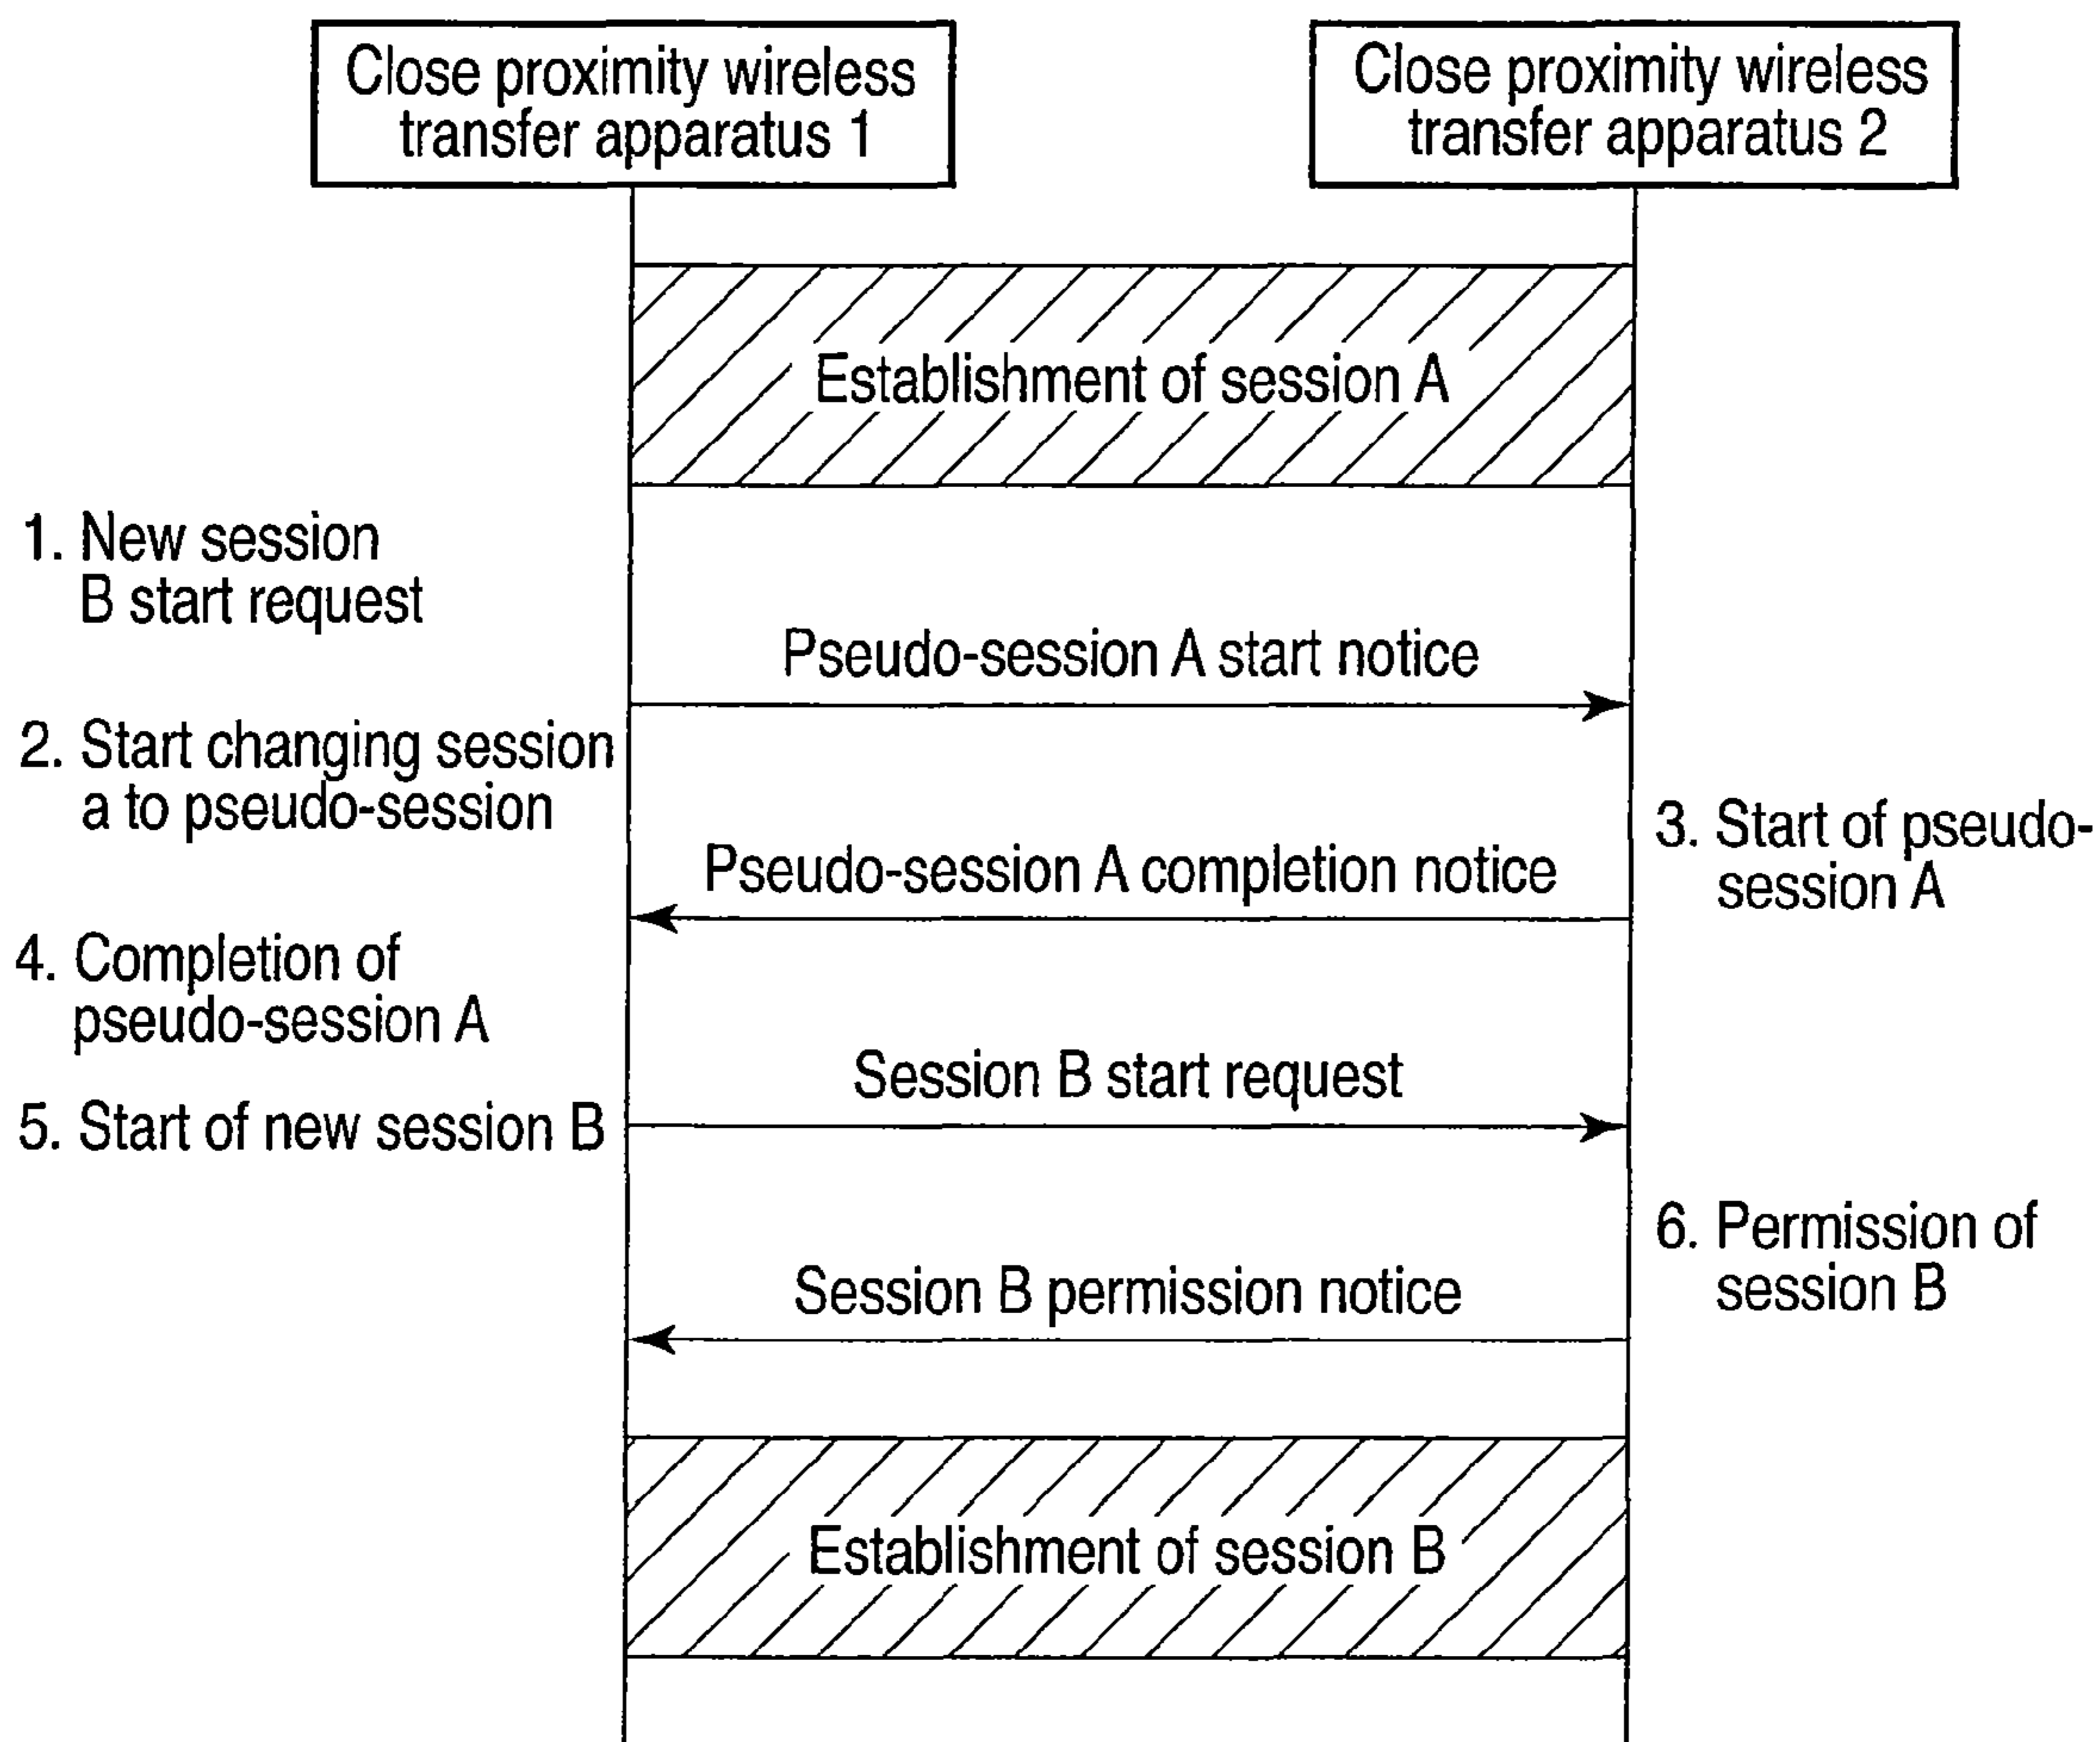 Close proximity wireless
transfer apparatus 1
Close proximity wireless
transfer apparatus 2
Establishment of session A
1. New session
B start request
Pseudo-session A start notice
2. Start changing session
a to pseudo-session
3. Start of pseudo-
session A
Pseudo-session A completion notice
4. Completion of
pseudo-session A
Session B start request
5. Start of new session B
6. Permission of
session B
Session B permission notice
Establishment of session B